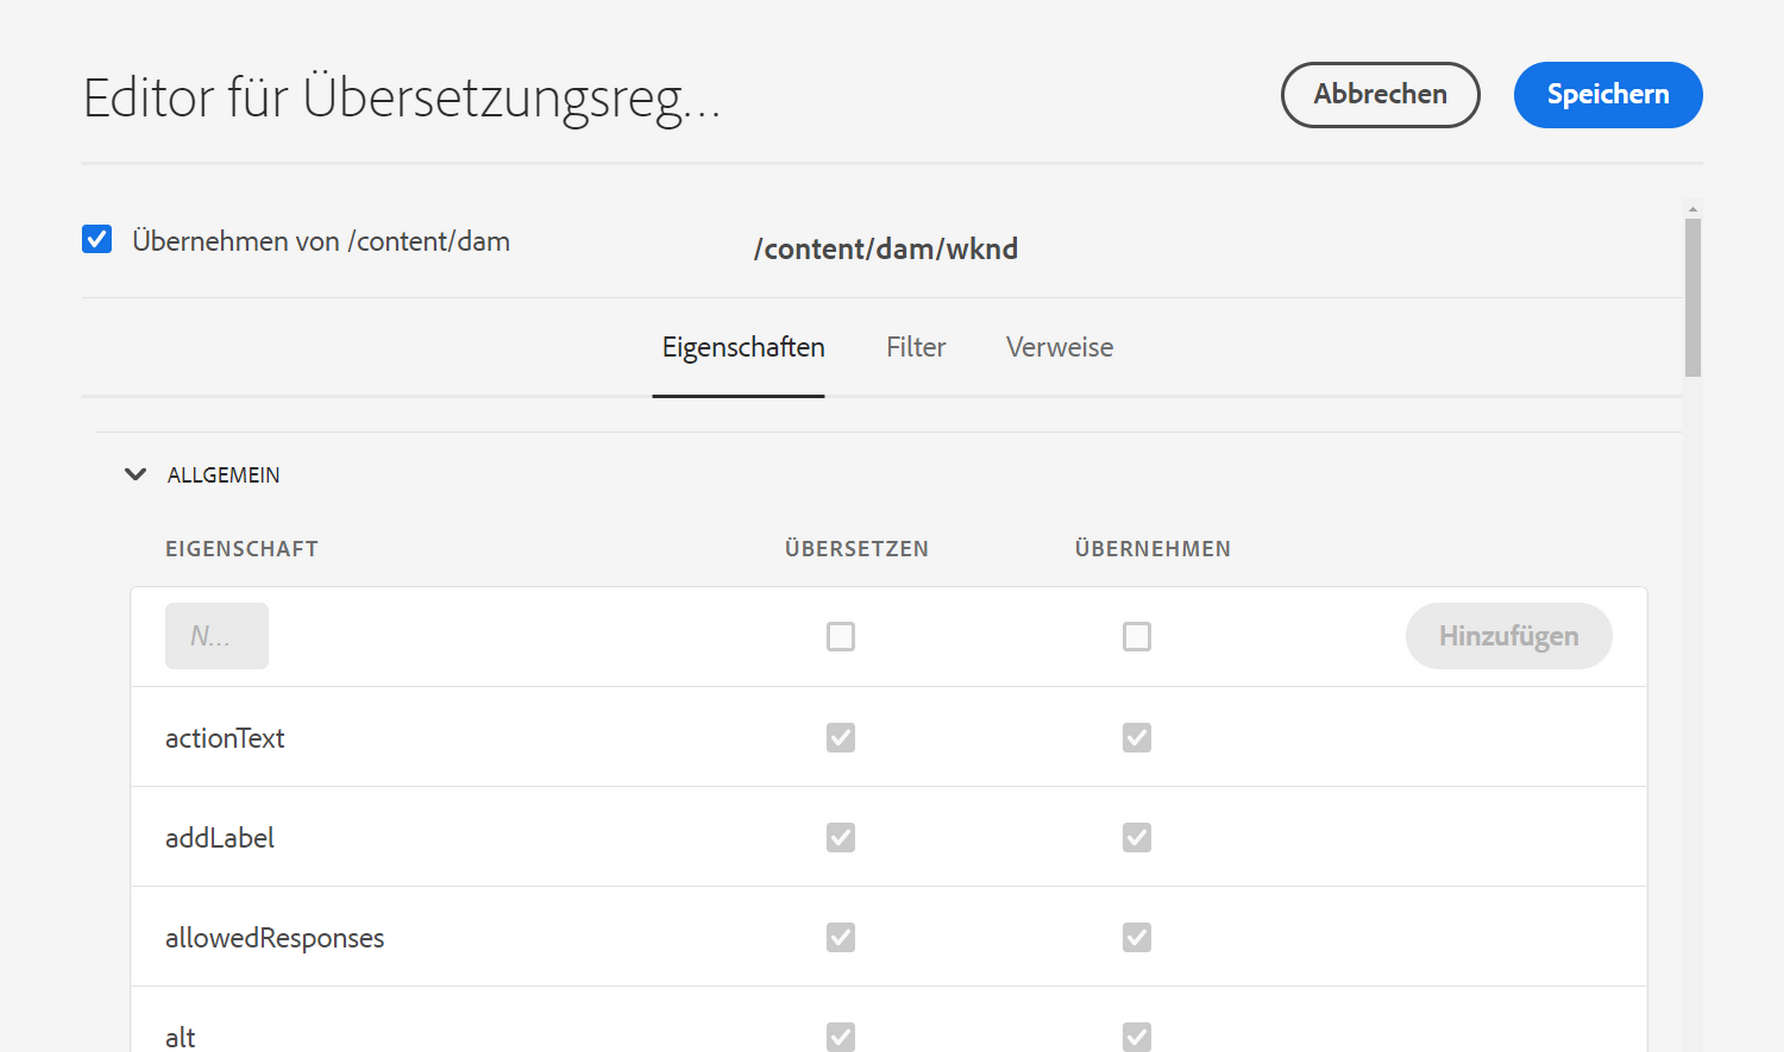 Editor für Übersetzungsreg...
Abbrechen
Speichern
Übernehmen von /content/dam
/content/dam/wknd
Eigenschaften
Filter
Verweise
ALLGEMEIN
EIGENSCHAFT
ÜBERSETZEN
ÜBERNEHMEN
N...
Hinzufügen
actionText
addLabel
allowedResponses
alt